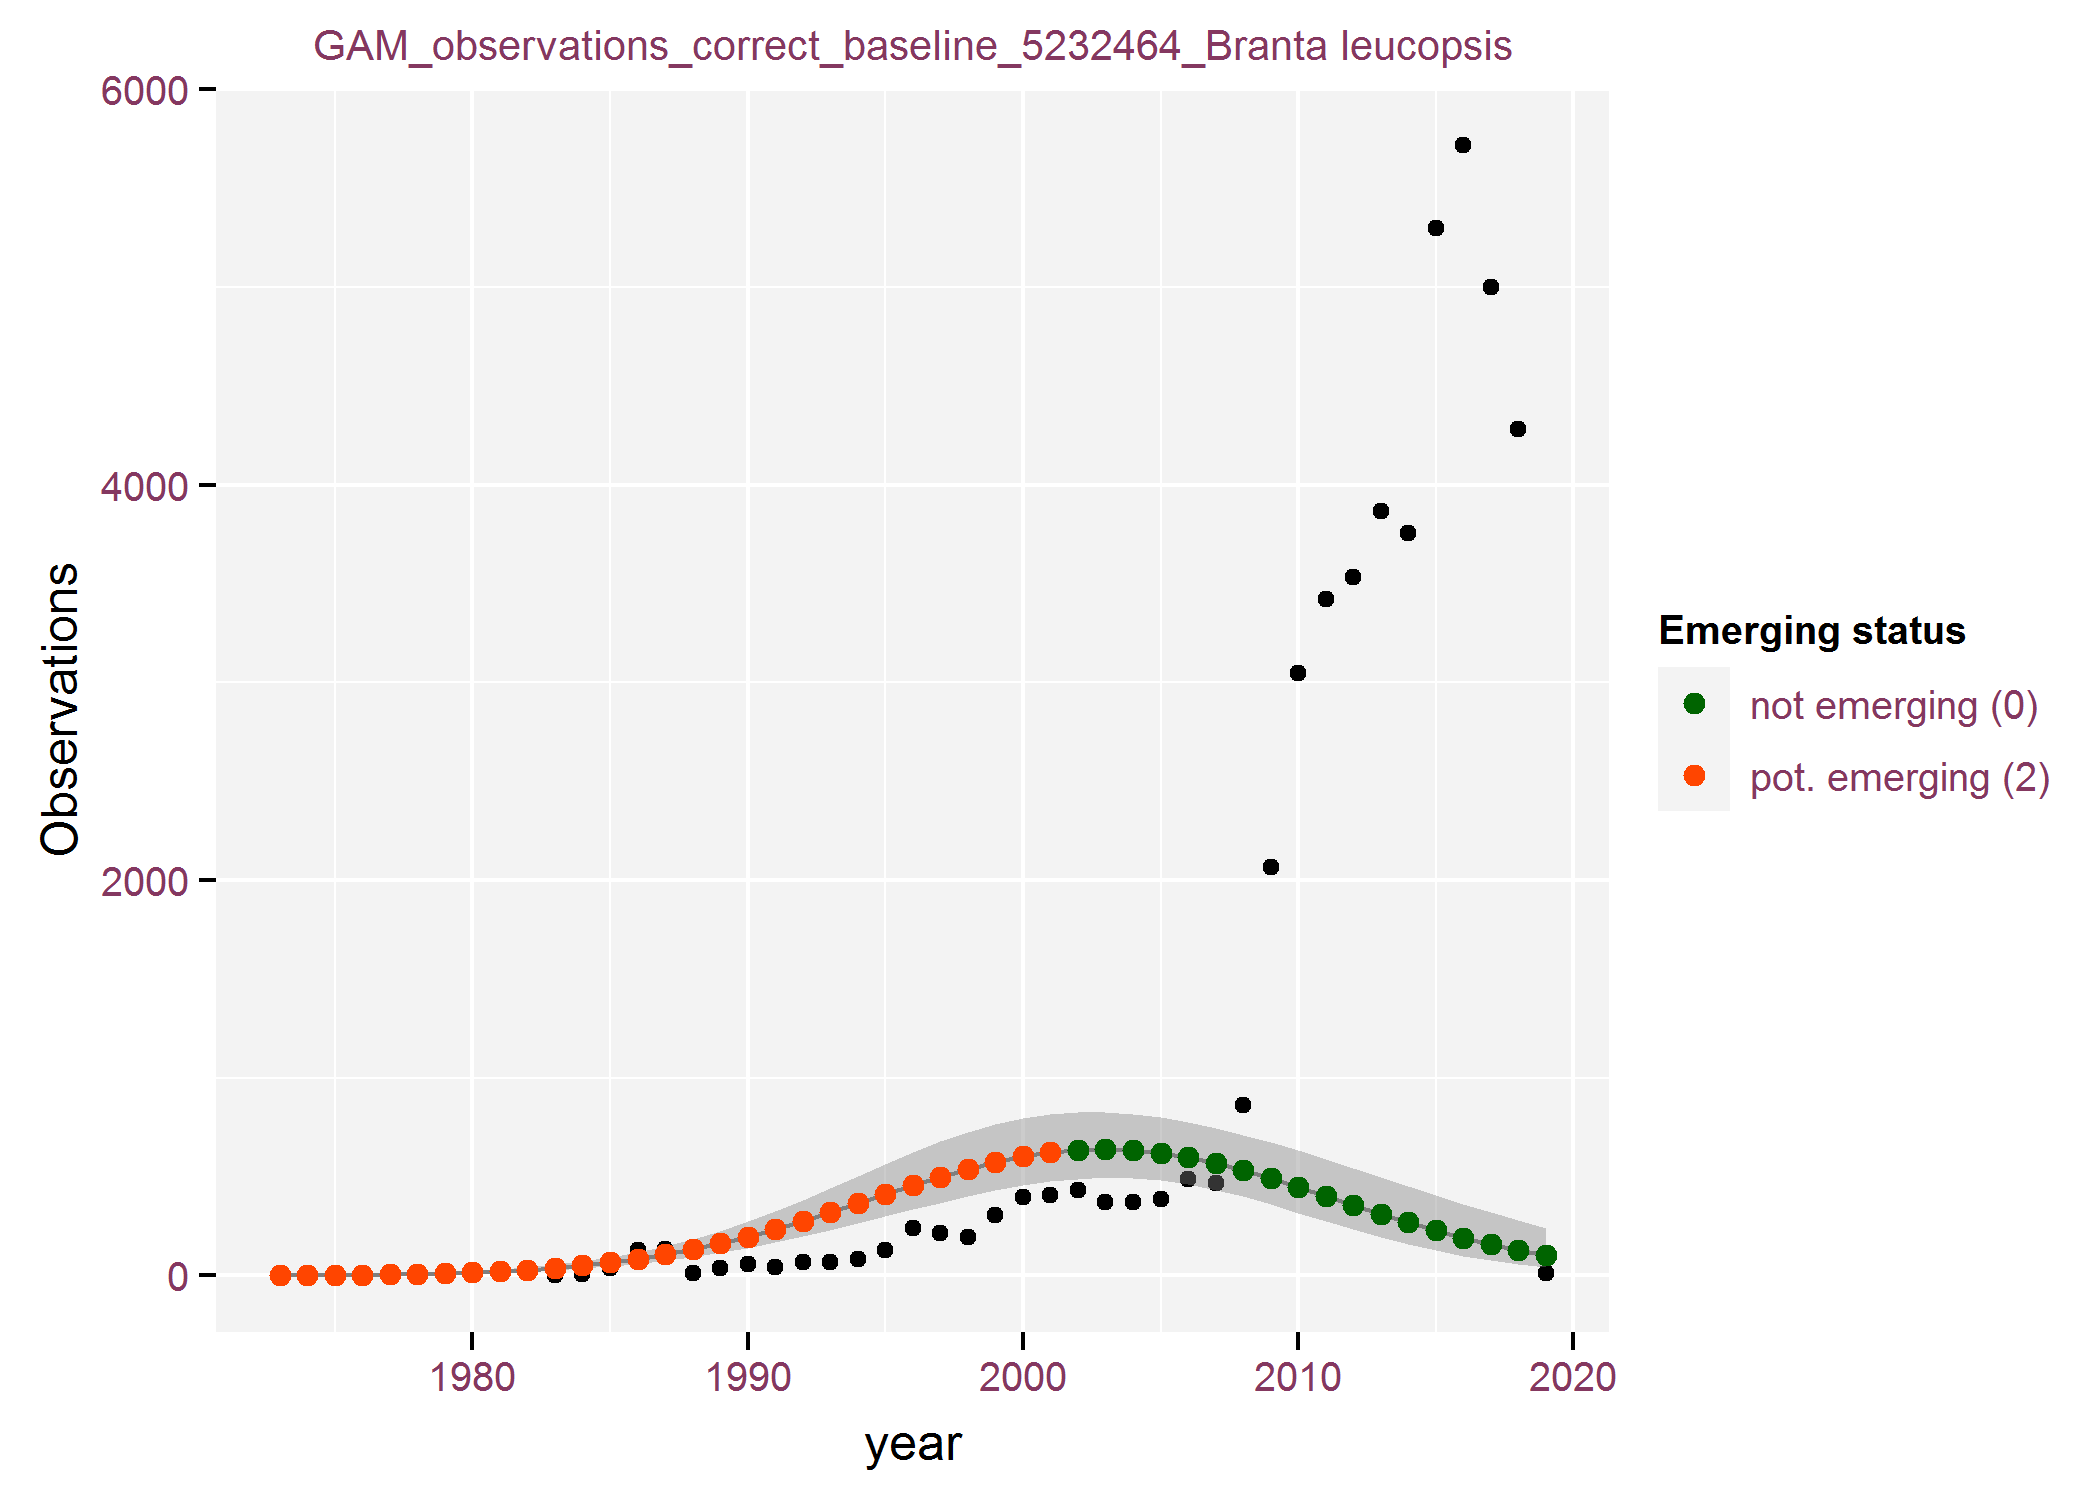 GAM_observations_correct_baseline_5232464_Branta leucopsis
6000
4000
2000
0
Observations
1980 1990 2000 2010 2020
year
Emerging status
not emerging (0)
pot. emerging (2)